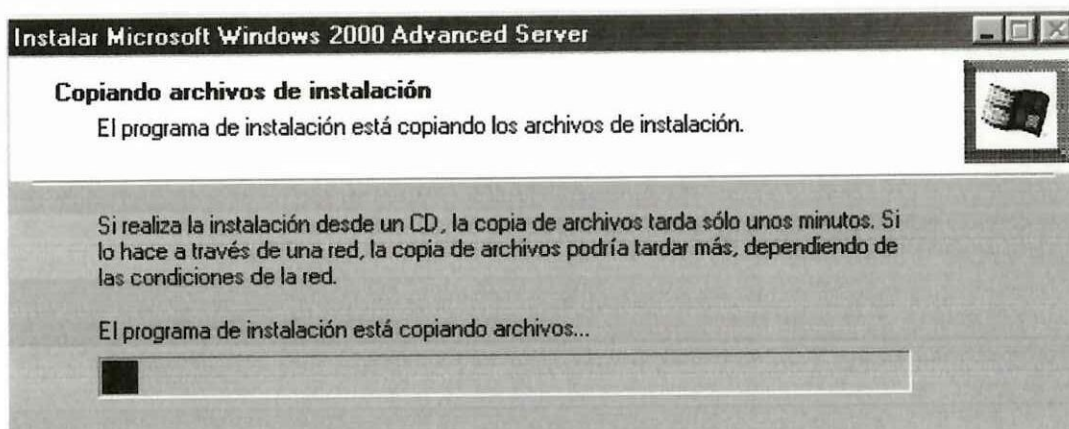 Instalar Microsoft Windows 2000 Advanced Server
Copiando archivos de instalación
El programa de instalación está copiando los archivos de instalación.
Si realiza la instalación desde un CD, la copia de archivos tarda sólo unos minutos. Si
lo hace a través de una red, la copia de archivos podría tardar más, dependiendo de
las condiciones de la red.
El programa de instalación está copiando archivos...